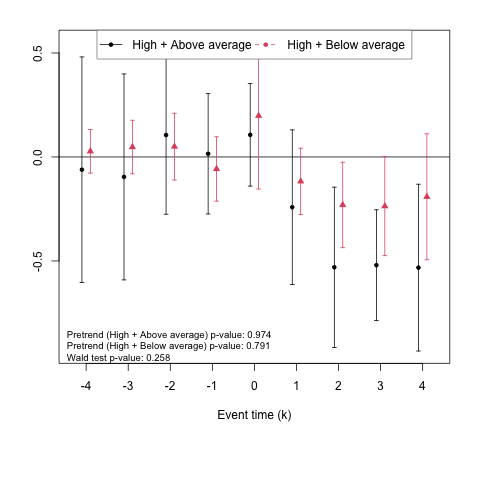 High + Above average High + Below average
0.5
0.0
-0.5
Pretrend (High + Above average) p-value: 0.974
Pretrend (High + Below average) p-value: 0.791
Wald test p-value: 0.258
-4 -3 -2 -1 0 1 2 3 4
Event time (k)